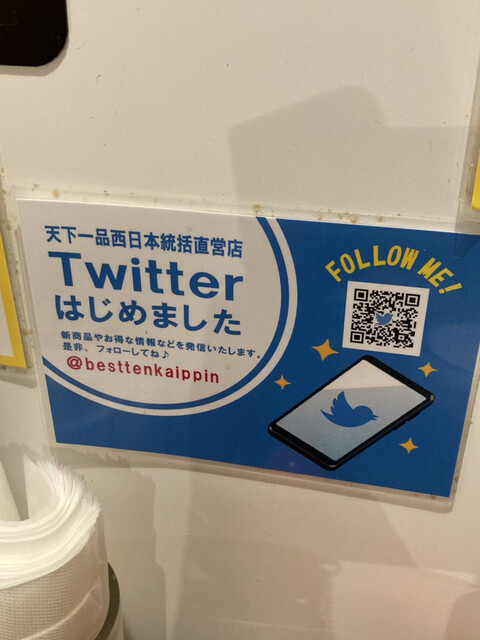 天下一品西日本統括直営店
Twitter
はじめました
新商品やお得な情報などを発信いたします。
是非、フォローしてね♪
@besttenkaippin
FOLLOW ME!